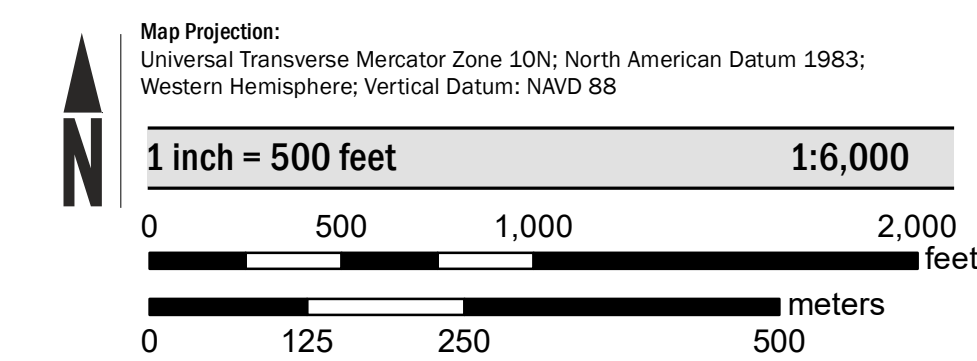 Map Projection:
Universal Transverse Mercator Zone 10N; North American Datum 1983;
Western Hemisphere; Vertical Datum: NAVD 88
N
1 inch = 500 feet 1:6,000
0 500 1,000 2,000
feet
meters
0 125 250 500